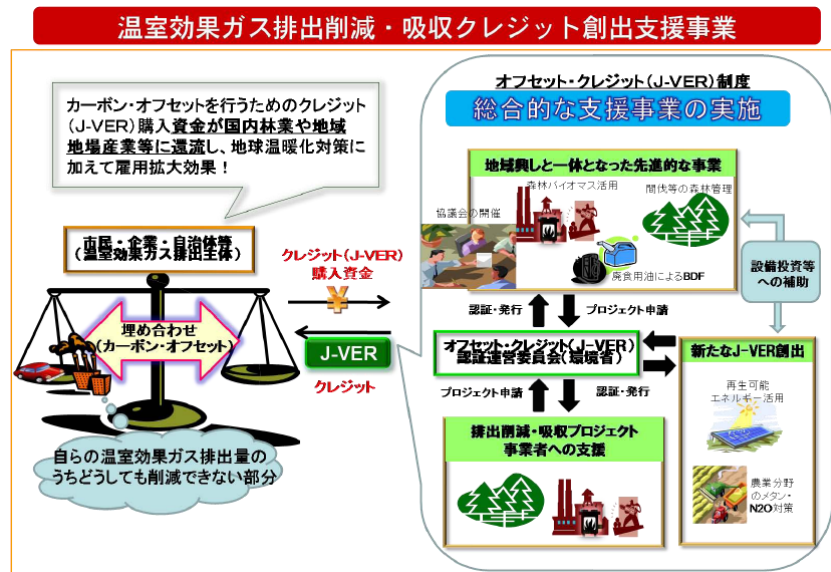 温室効果ガス排出削減・吸収クレジット創出支援事業
カーボン・オフセットを行うためのクレジット
(J-VER)購入資金が国内林業や地域
地場産業等に還流し、地球温暖化対策に
加えて雇用拡大効果！
市民・企業・自治体等
(温室効果ガス排出主体)
埋め合わせ
(カーボン・オフセット)
自らの温室効果ガス排出量の
うちどうしても削減できない部分
クレジット(J-VER)
購入資金
¥
J-VER
クレジット
オフセット・クレジット(J-VER)制度
総合的な支援事業の実施
地域興しと一体となった先進的な事業
森林バイオマス活用
間伐等の森林管理
協議会の開催
廃食用油によるBDF
設備投資等
への補助
認証・発行
プロジェクト申請
オフセット・クレジット(J-VER)
認証運営委員会(環境省)
プロジェクト申請
認証・発行
排出削減・吸収プロジェクト
事業者への支援
新たなJ-VER創出
再生可能
エネルギー活用
農業分野
のメタン・
N2O対策